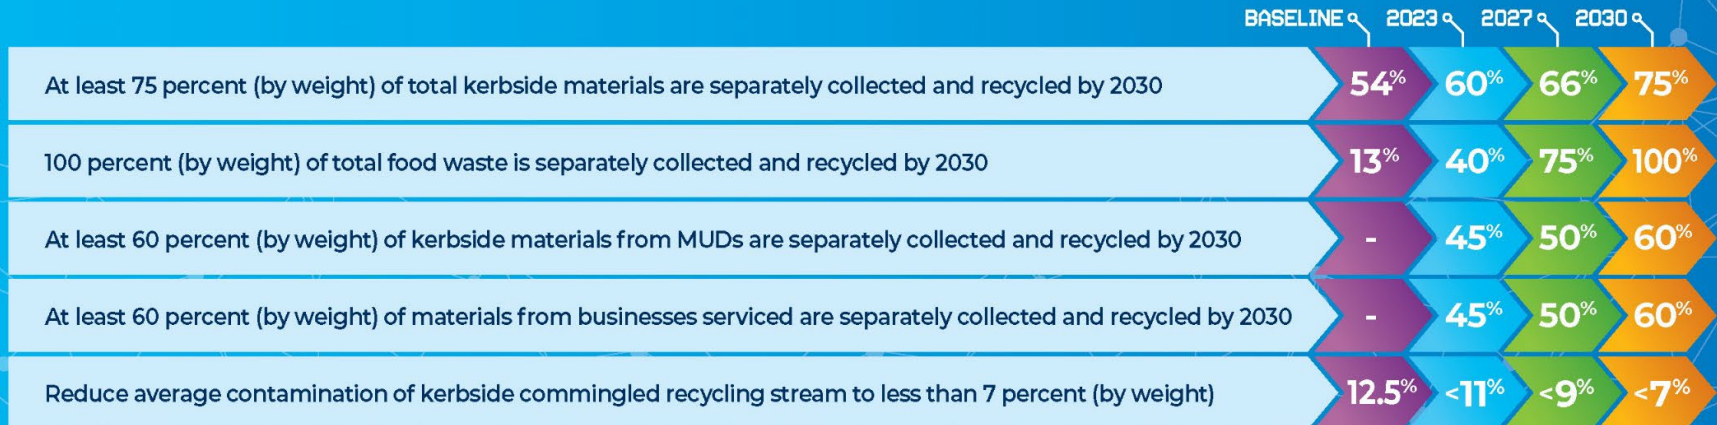 BASELINE 2023 2027 2030
At least 75 percent (by weight) of total kerbside materials are separately collected and recycled by 2030 54% 60% 66% 75%
100 percent (by weight) of total food waste is separately collected and recycled by 2030 13% 40% 75% 100%
At least 60 percent (by weight) of kerbside materials from MUDs are separately collected and recycled by 2030 - 45% 50% 60%
At least 60 percent (by weight) of materials from businesses serviced are separately collected and recycled by 2030 - 45% 50% 60%
Reduce average contamination of kerbside commingled recycling stream to less than 7 percent (by weight) 12.5% <11% <9% <7%